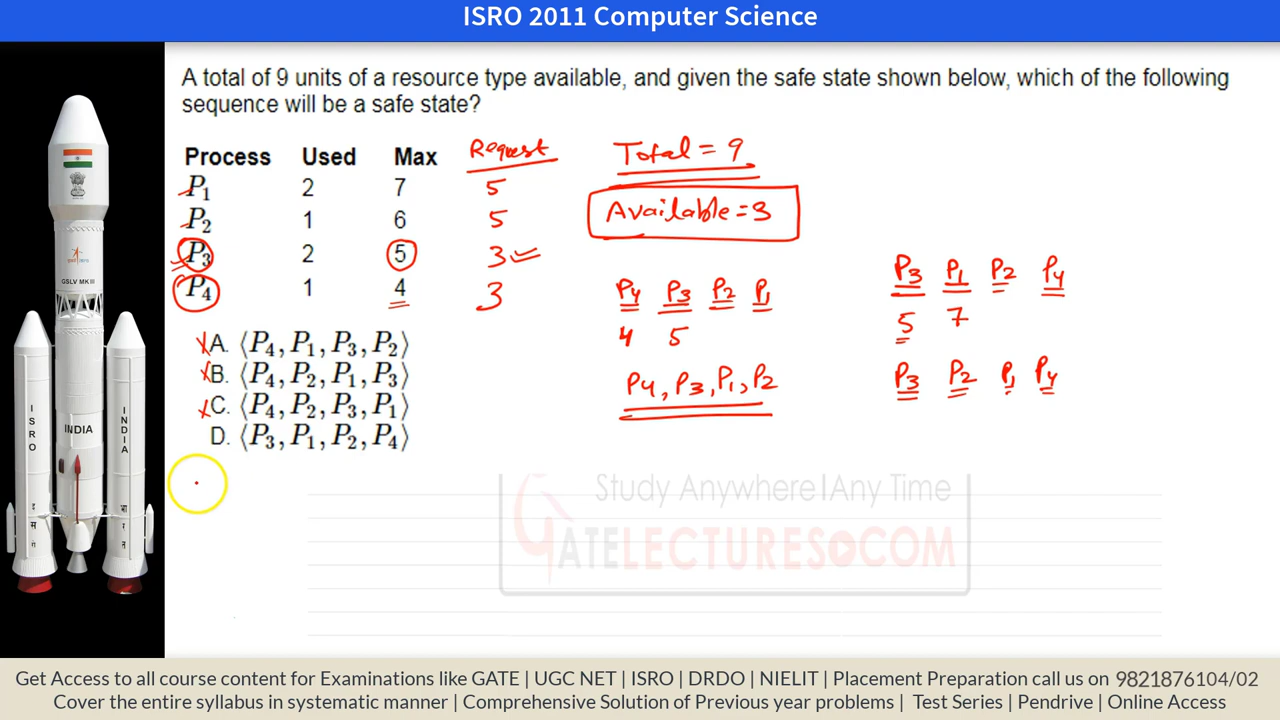 ISRO 2011 Computer Science
A total of 9 units of a resource type available, and given the safe state shown below, which of the following
sequence will be a safe state?
Process Used Max Request
P1 2 7 5
P2 1 6 5
P3 2 5 3
P4 1 4 3
Total = 9
Available = 3
P4 P3 P2 P1
4 5
P4, P3, P1, P2
P3 P1 P2 P4
5 7
P3 P2 P1 P4
A. ⟨P4, P1, P3, P2⟩
B. ⟨P4, P2, P1, P3⟩
C. ⟨P4, P2, P3, P1⟩
D. ⟨P3, P1, P2, P4⟩
Study Anywhere|Any Time
GATELECTURES.COM
GSLV MK III
ISRO
INDIA
INDIA
Get Access to all course content for Examinations like GATE | UGC NET | ISRO | DRDO | NIELIT | Placement Preparation call us on 9821876104/02
Cover the entire syllabus in systematic manner | Comprehensive Solution of Previous year problems | Test Series | Pendrive | Online Access